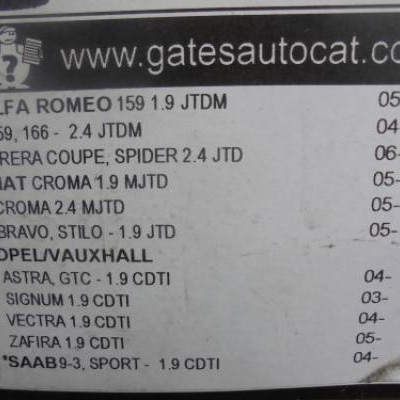 www.gatesautocat.co
LFA ROMEO 159 1.9 JTDM 05-
59, 166 - 2.4 JTDM 04
RERA COUPE, SPIDER 2.4 JTD 06-
IAT CROMA 1.9 MJTD 05-
CROMA 2.4 MJTD 05-
BRAVO, STILO - 1.9 JTD 05-
OPEL/VAUXHALL
ASTRA, GTC - 1.9 CDTI 04-
SIGNUM 1.9 CDTI 03-
VECTRA 1.9 CDTI 04-
ZAFIRA 1.9 CDTI 05-
*SAAB 9-3, SPORT - 1.9 CDTI 04-